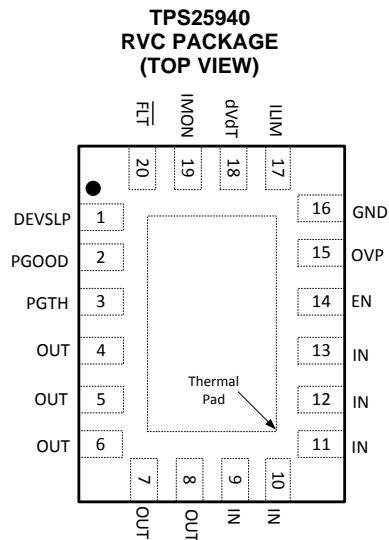 TPS25940
RVC PACKAGE
(TOP VIEW)
FLT
IMON
dVdT
ILIM
20
19
18
17
DEVSLP 1
PGOOD 2
PGTH 3
OUT 4
OUT 5
OUT 6
16 GND
15 OVP
14 EN
13 IN
12 IN
11 IN
Thermal
Pad
7
8
9
10
OUT
OUT
IN
IN